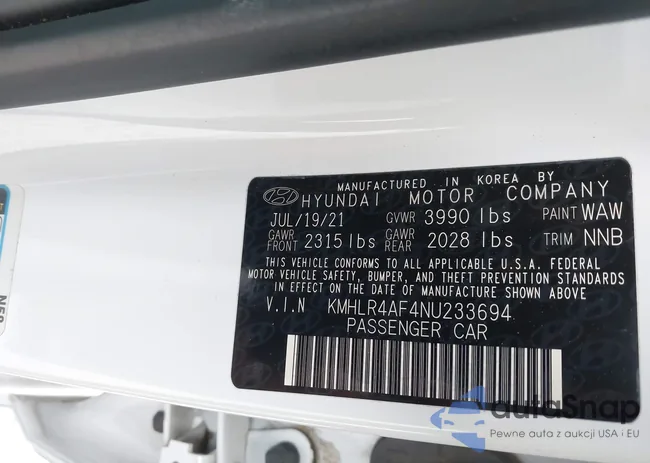 MANUFACTURED IN KOREA BY
HYUNDAI MOTOR COMPANY
JUL/19/21 GVWR 3990 lbs PAINT WAW
GAWR FRONT 2315 lbs GAWR REAR 2028 lbs TRIM NNB
THIS VEHICLE CONFORMS TO ALL APPLICABLE U.S.A. FEDERAL
MOTOR VEHICLE SAFETY, BUMPER, AND THEFT PREVENTION STANDARDS
IN EFFECT ON THE DATE OF MANUFACTURE SHOWN ABOVE
V.I.N KMHLR4AF4NU233694
PASSENGER CAR
autoSnap
Pewne auta z aukcji USA i EU